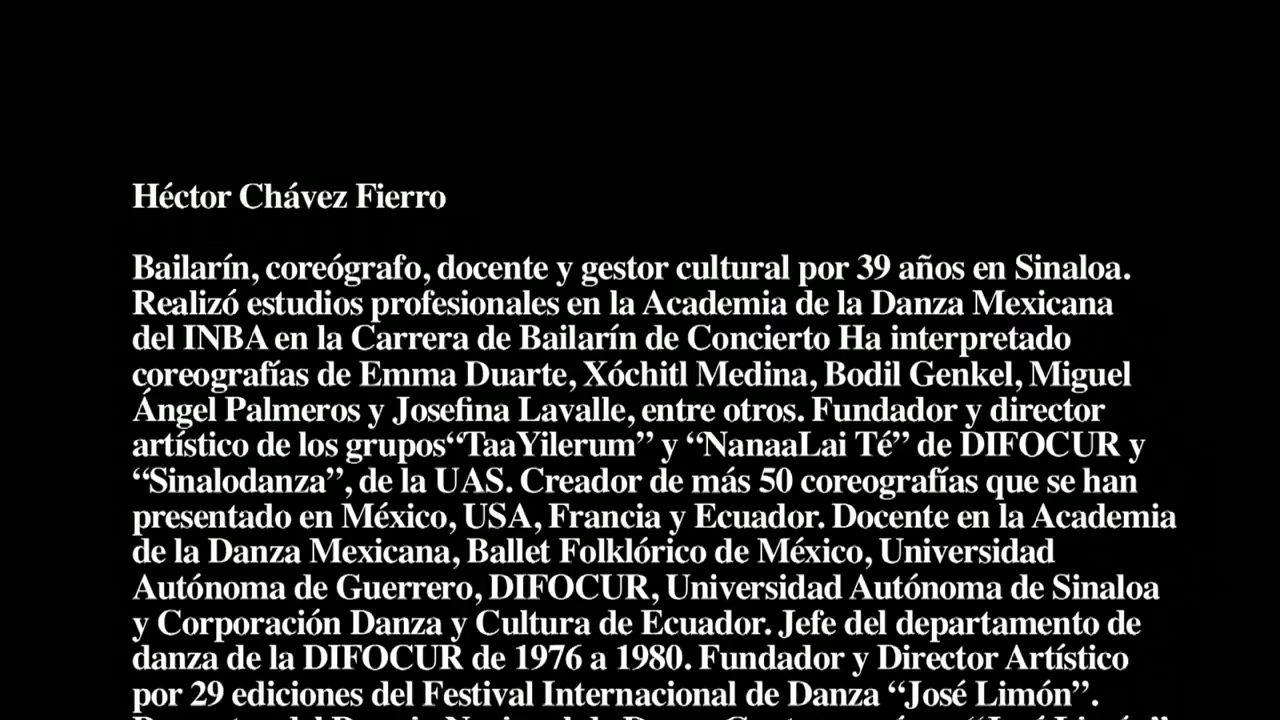 Héctor Chávez Fierro
Bailarín, coreógrafo, docente y gestor cultural por 39 años en Sinaloa.
Realizó estudios profesionales en la Academia de la Danza Mexicana
del INBA en la Carrera de Bailarín de Concierto Ha interpretado
coreografías de Emma Duarte, Xóchitl Medina, Bodil Genkel, Miguel
Ángel Palmeros y Josefina Lavalle, entre otros. Fundador y director
artístico de los grupos“TaaYilerum” y “NanaaLai Té” de DIFOCUR y
“Sinalodanza”, de la UAS. Creador de más 50 coreografías que se han
presentado en México, USA, Francia y Ecuador. Docente en la Academia
de la Danza Mexicana, Ballet Folklórico de México, Universidad
Autónoma de Guerrero, DIFOCUR, Universidad Autónoma de Sinaloa
y Corporación Danza y Cultura de Ecuador. Jefe del departamento de
danza de la DIFOCUR de 1976 a 1980. Fundador y Director Artístico
por 29 ediciones del Festival Internacional de Danza “José Limón”.